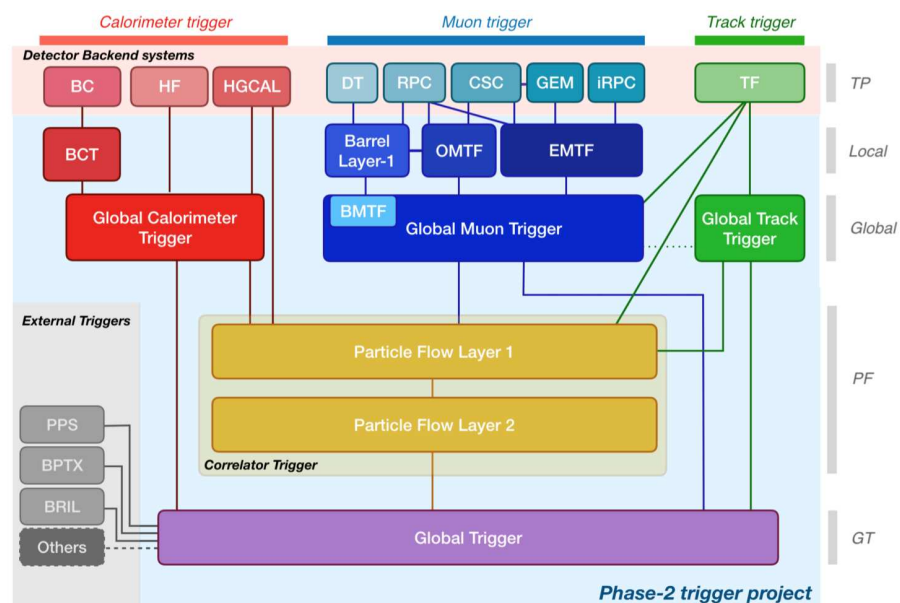 Calorimeter trigger
Muon trigger
Track trigger
Detector Backend systems
BC
HF
HGCAL
DT
RPC
CSC
GEM
iRPC
TF
TP
BCT
Barrel
Layer-1
OMTF
EMTF
Local
Global Calorimeter
Trigger
BMTF
Global Muon Trigger
Global Track
Trigger
Global
External Triggers
Particle Flow Layer 1
PF
Particle Flow Layer 2
Correlator Trigger
PPS
BPTX
BRIL
Others
Global Trigger
GT
Phase-2 trigger project